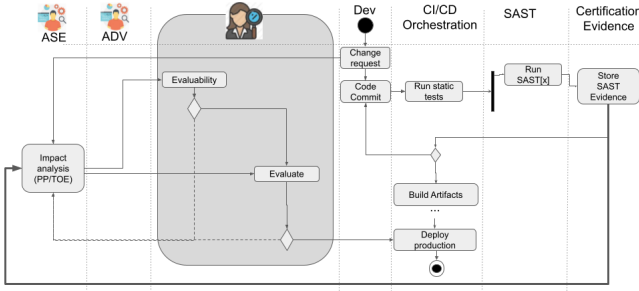 ASE
ADV
Dev
CI/CD
Orchestration
SAST
Certification
Evidence
Change
request
Evaluability
Code
Commit
Run static
tests
Run
SAST[x]
Store
SAST
Evidence
Impact
analysis
(PP/TOE)
Evaluate
Build Artifacts
...
Deploy
production